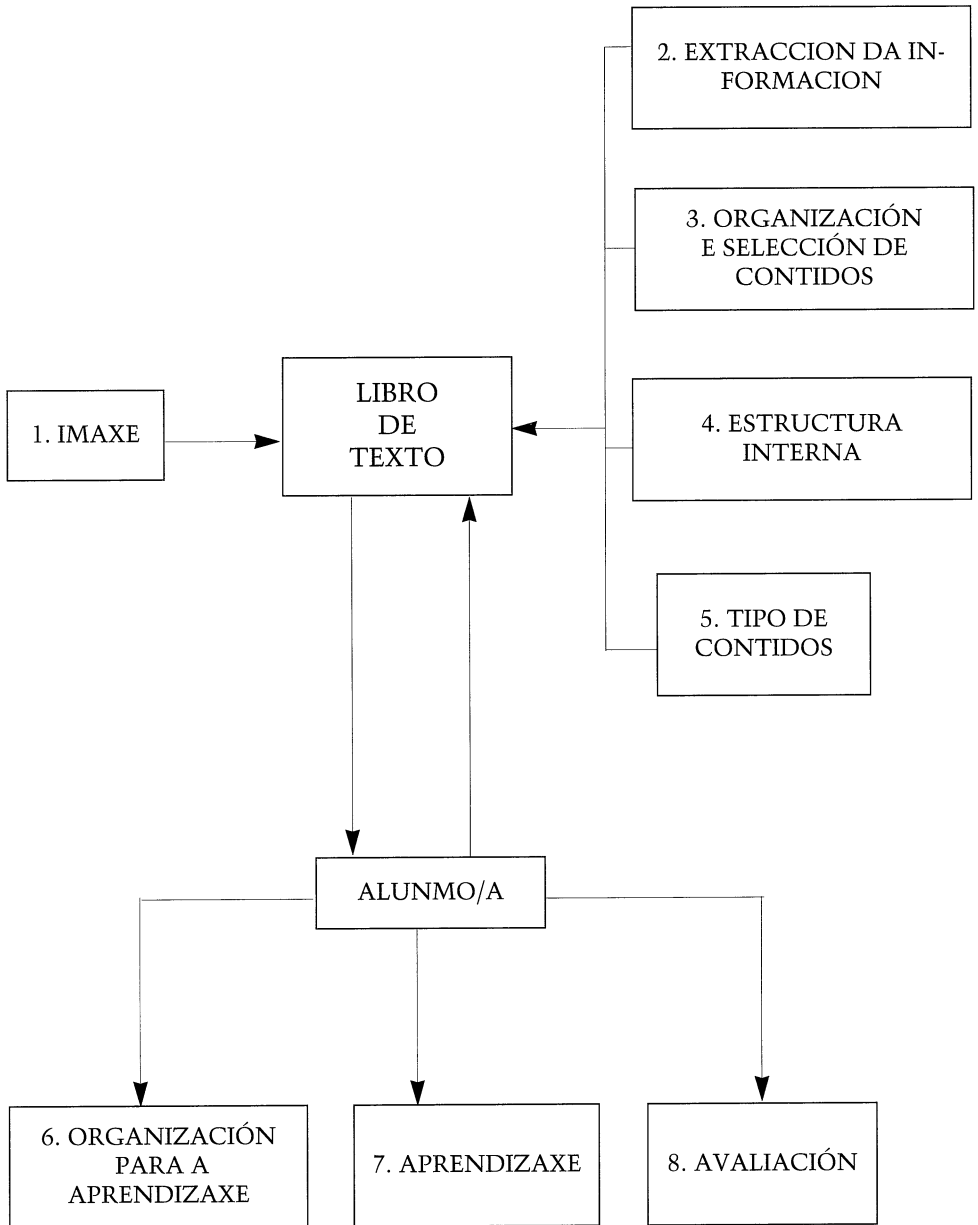 2. EXTRACCION DA IN-
FORMACION
3. ORGANIZACIÓN
E SELECCIÓN DE
CONTIDOS
1. IMAXE
LIBRO
DE
TEXTO
4. ESTRUCTURA
INTERNA
5. TIPO DE
CONTIDOS
ALUNMO/A
6. ORGANIZACIÓN
PARA A
APRENDIZAXE
7. APRENDIZAXE
8. AVALIACIÓN